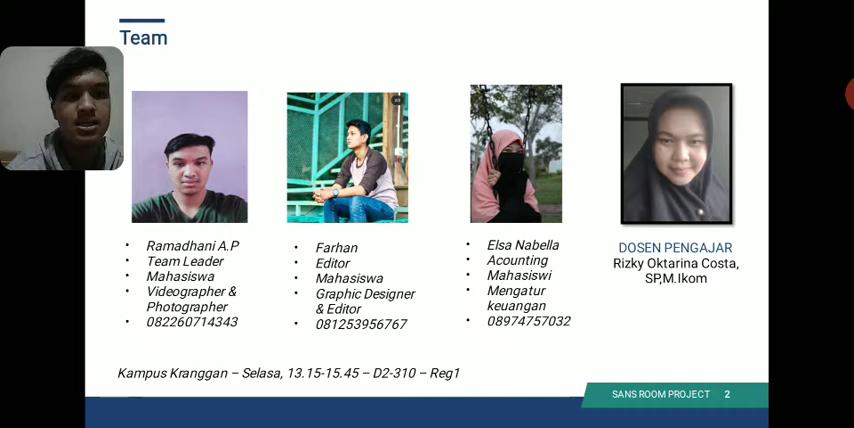 Team
Ramadhani A.P
Team Leader
Mahasiswa
Videografher &
Photographer
082260714343
Farhan
Editor
Mahasiswa
Graphic Designer
& Editor
081253956767
Elsa Nabella
Acounting
Mahasiswi
Mengatur
keuangan
08974757032
DOSEN PENGAJAR
Rizky Oktarina Costa,
SP,M.Ikom
Kampus Kranggan – Selasa, 13.15-15.45 – D2-310 – Reg1
SANS ROOM PROJECT 2